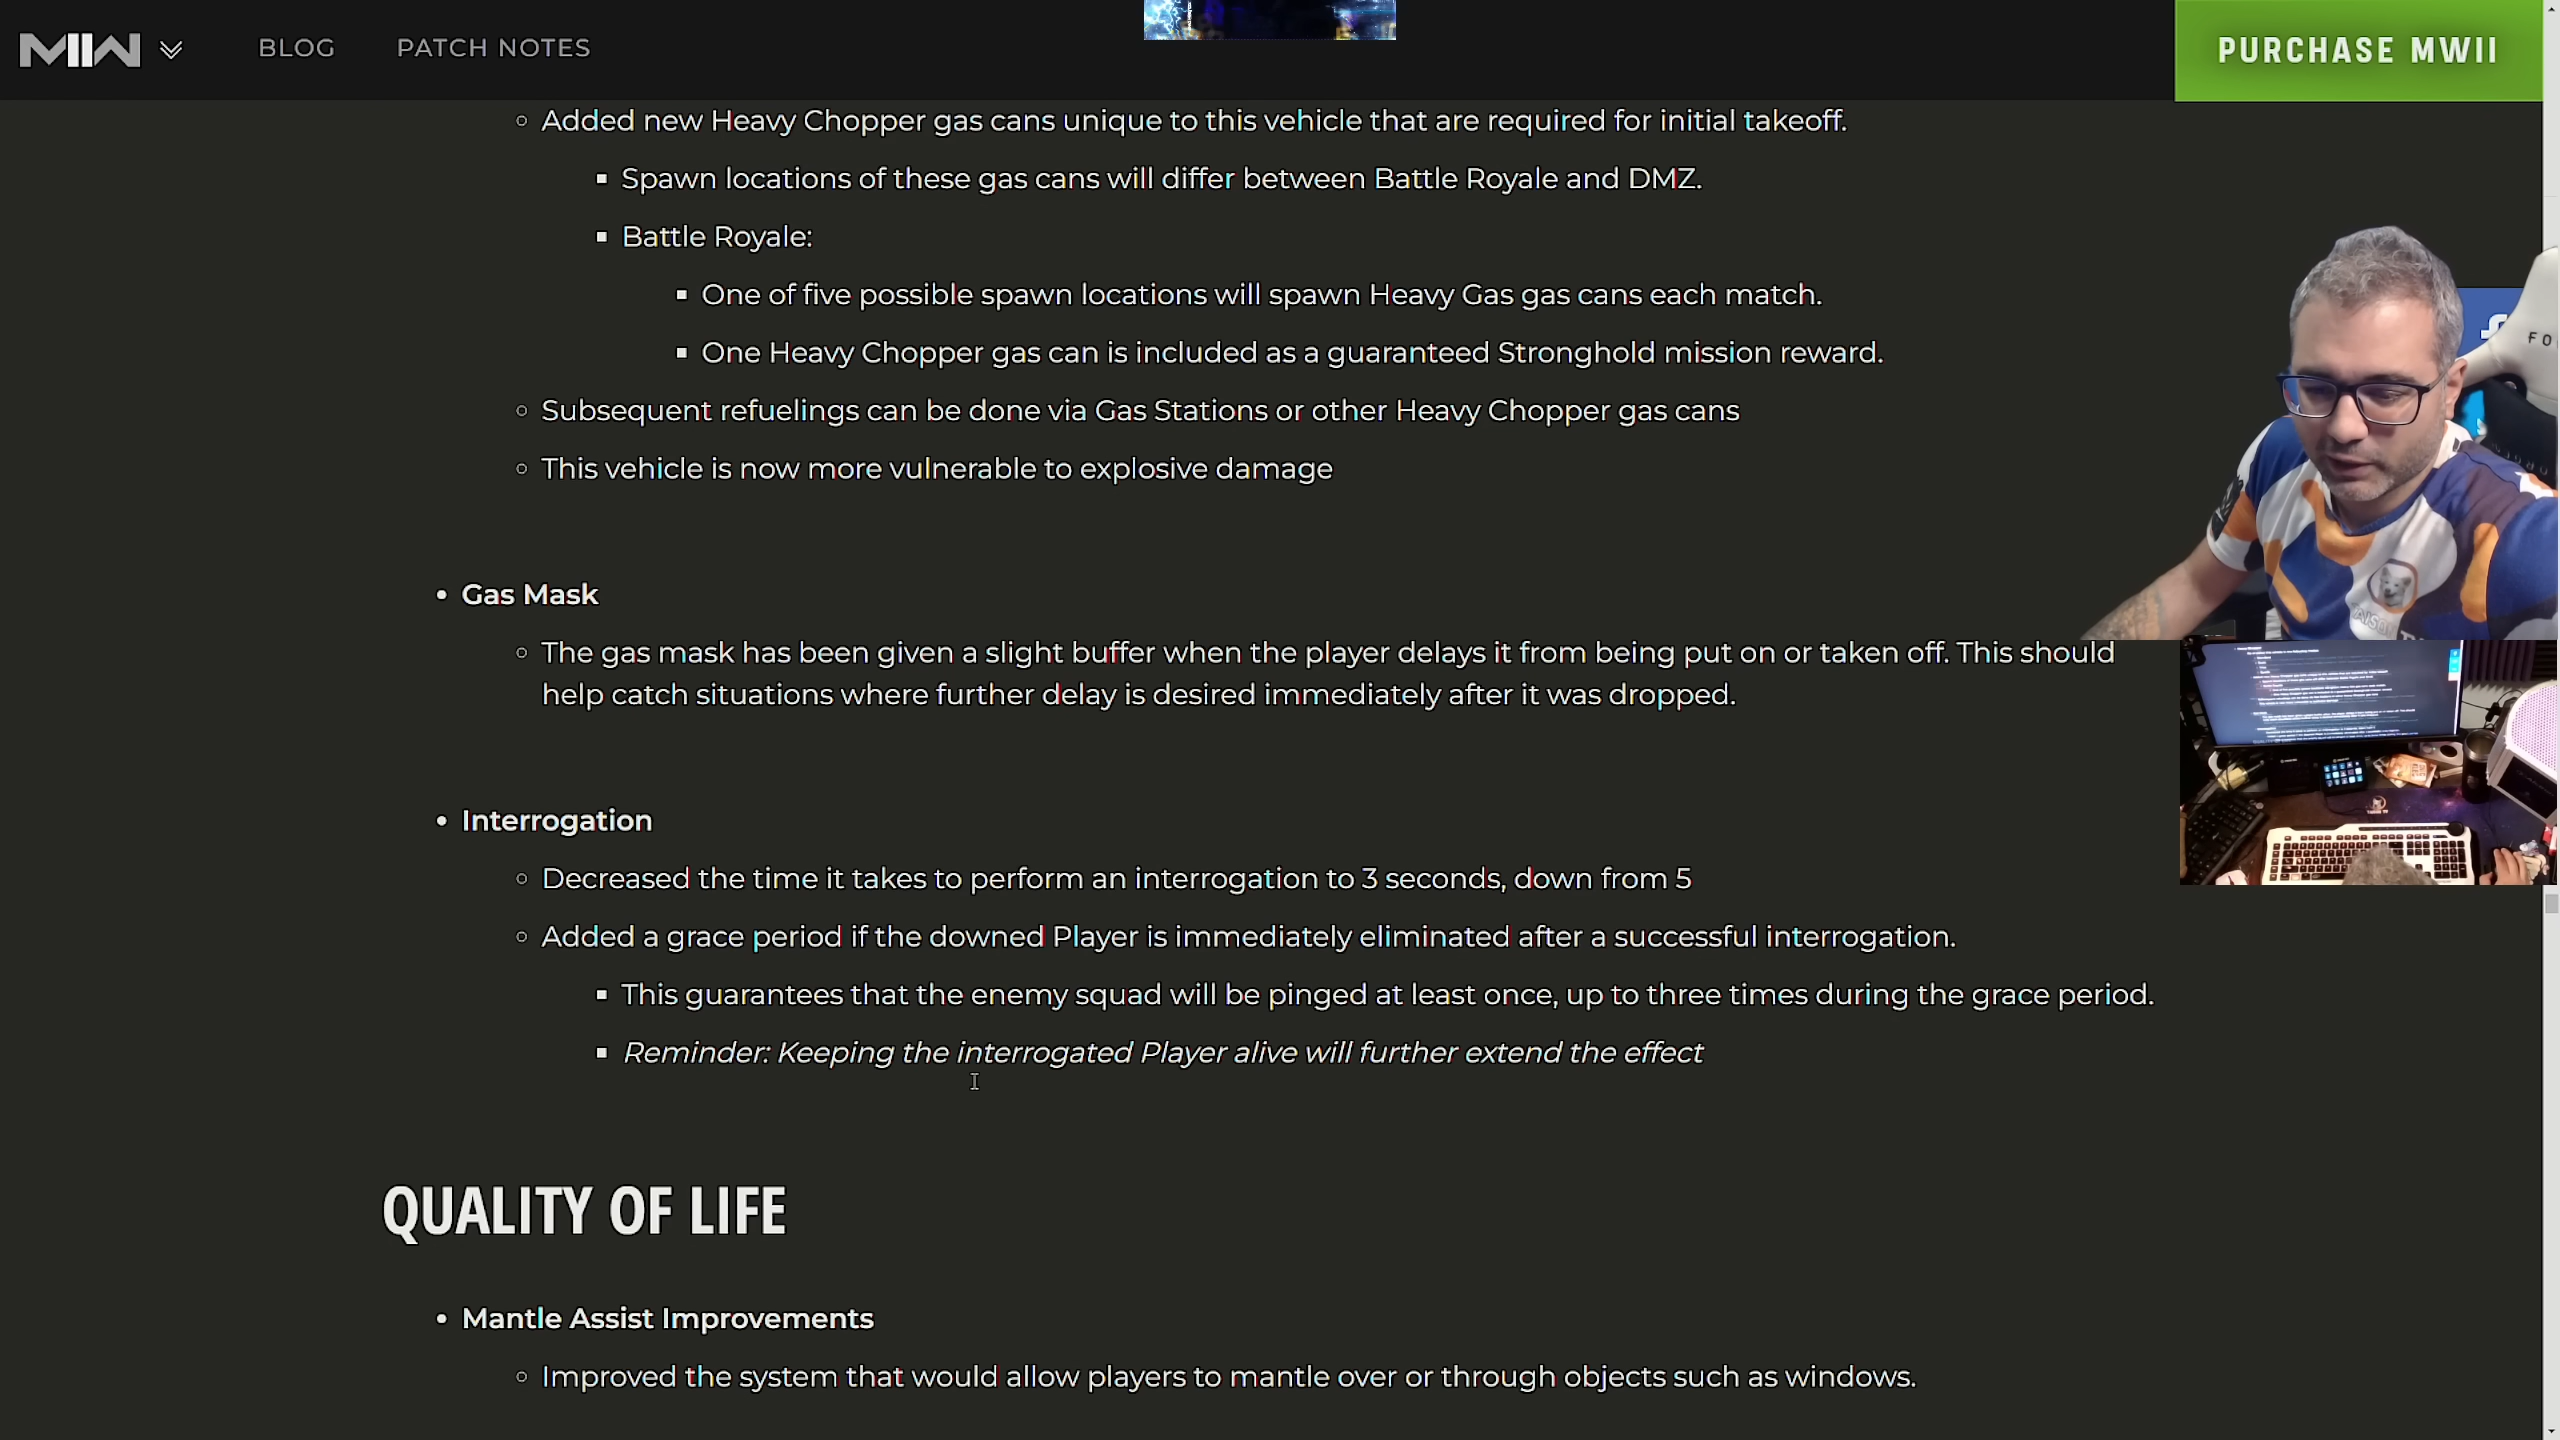 MWII
BLOG
PATCH NOTES
PURCHASE MWII
Added new Heavy Chopper gas cans unique to this vehicle that are required for initial takeoff.
Spawn locations of these gas cans will differ between Battle Royale and DMZ.
Battle Royale:
One of five possible spawn locations will spawn Heavy Gas gas cans each match.
One Heavy Chopper gas can is included as a guaranteed Stronghold mission reward.
Subsequent refuelings can be done via Gas Stations or other Heavy Chopper gas cans
This vehicle is now more vulnerable to explosive damage
FO
Gas Mask
The gas mask has been given a slight buffer when the player delays it from being put on or taken off. This should
help catch situations where further delay is desired immediately after it was dropped.
Interrogation
Decreased the time it takes to perform an interrogation to 3 seconds, down from 5
Added a grace period if the downed Player is immediately eliminated after a successful interrogation.
This guarantees that the enemy squad will be pinged at least once, up to three times during the grace period.
Reminder: Keeping the interrogated Player alive will further extend the effect
QUALITY OF LIFE
Mantle Assist Improvements
Improved the system that would allow players to mantle over or through objects such as windows.